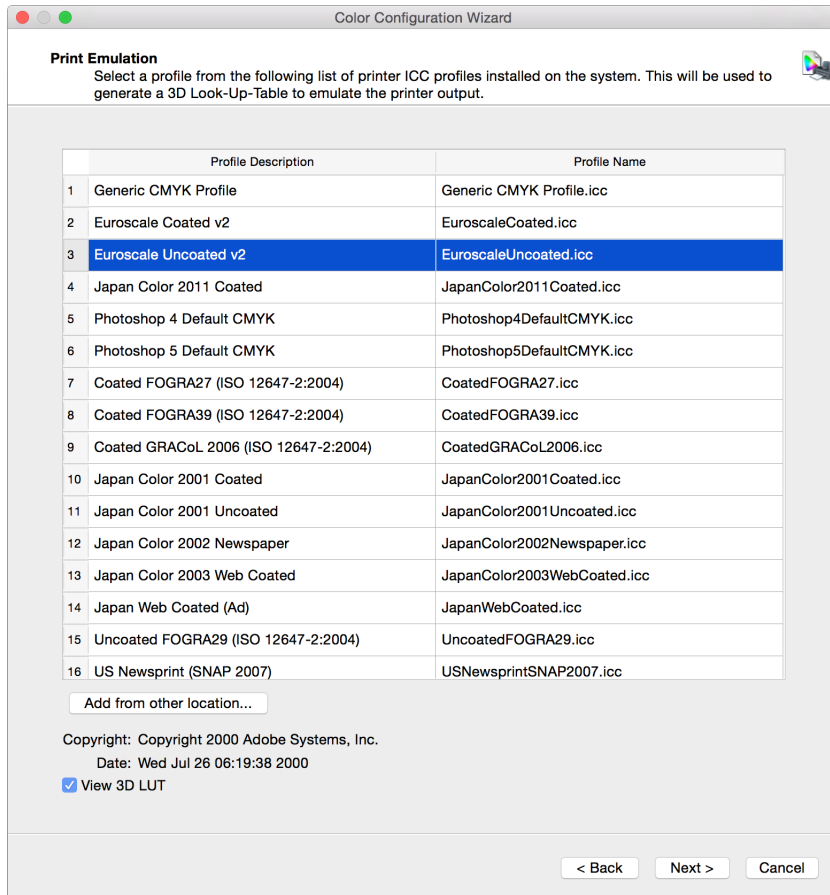 Color Configuration Wizard
Print Emulation
Select a profile from the following list of printer ICC profiles installed on the system. This will be used to
generate a 3D Look-Up-Table to emulate the printer output.
Profile Description Profile Name
1 Generic CMYK Profile Generic CMYK Profile.icc
2 Euroscale Coated v2 EuroscaleCoated.icc
3 Euroscale Uncoated v2 EuroscaleUncoated.icc
4 Japan Color 2011 Coated JapanColor2011Coated.icc
5 Photoshop 4 Default CMYK Photoshop4DefaultCMYK.icc
6 Photoshop 5 Default CMYK Photoshop5DefaultCMYK.icc
7 Coated FOGRA27 (ISO 12647-2:2004) CoatedFOGRA27.icc
8 Coated FOGRA39 (ISO 12647-2:2004) CoatedFOGRA39.icc
9 Coated GRACoL 2006 (ISO 12647-2:2004) CoatedGRACoL2006.icc
10 Japan Color 2001 Coated JapanColor2001Coated.icc
11 Japan Color 2001 Uncoated JapanColor2001Uncoated.icc
12 Japan Color 2002 Newspaper JapanColor2002Newspaper.icc
13 Japan Color 2003 Web Coated JapanColor2003WebCoated.icc
14 Japan Web Coated (Ad) JapanWebCoated.icc
15 Uncoated FOGRA29 (ISO 12647-2:2004) UncoatedFOGRA29.icc
16 US Newsprint (SNAP 2007) USNewsprintSNAP2007.icc
Add from other location...
Copyright: Copyright 2000 Adobe Systems, Inc.
Date: Wed Jul 26 06:19:38 2000
View 3D LUT
< Back Next > Cancel